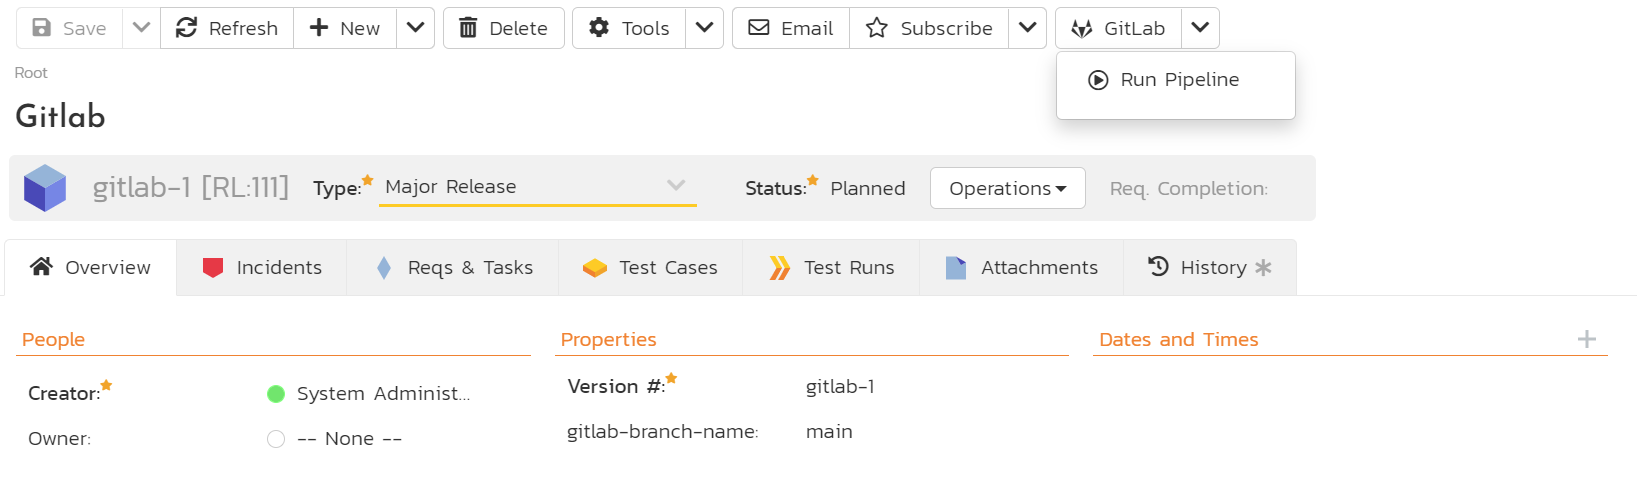 Save Refresh New Delete Tools Email Subscribe GitLab
Run Pipeline
Root
Gitlab
gitlab-1 [RL:111] Type: Major Release Status: Planned Operations Req. Completion:
Overview Incidents Reqs & Tasks Test Cases Test Runs Attachments History
People Properties Dates and Times
Creator: System Administ... Version #: gitlab-1
Owner: -- None -- gitlab-branch-name: main